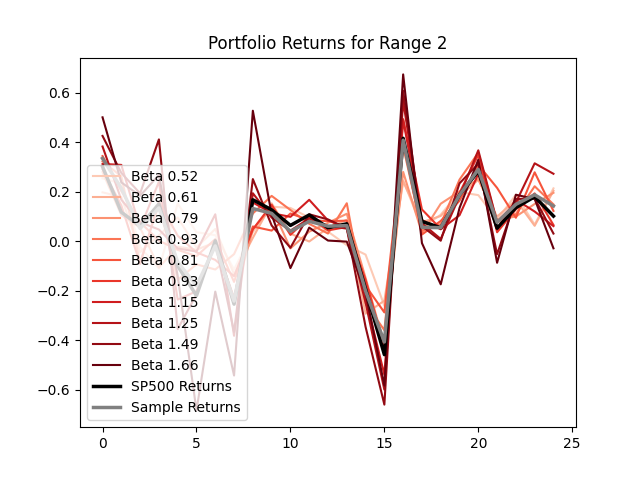 Portfolio Returns for Range 2
0.6
0.4
0.2
0.0
−0.2
−0.4
−0.6
Beta 0.52
Beta 0.61
Beta 0.79
Beta 0.93
Beta 0.81
Beta 0.93
Beta 1.15
Beta 1.25
Beta 1.49
Beta 1.66
SP500 Returns
Sample Returns
0 5 10 15 20 25